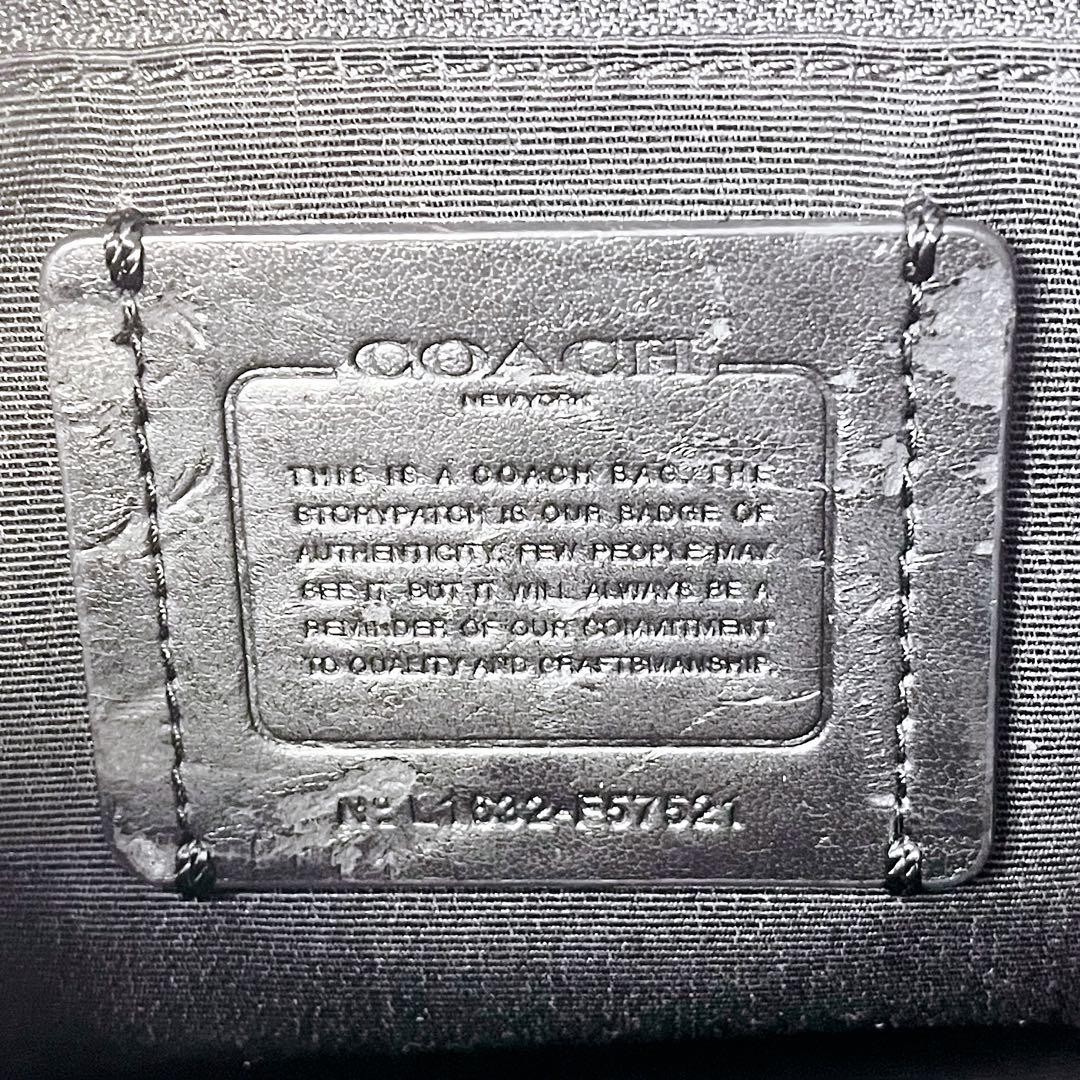 COACH
NEW YORK
THIS IS A COACH BAG. THE
STORYPATCH IS OUR BADGE OF
AUTHENTICITY. FEW PEOPLE MAY
SEE IT, BUT IT WILL ALWAYS BE A
REMINDER OF OUR COMMITMENT
TO QUALITY AND CRAFTSMANSHIP.
Nº L1632-F57521